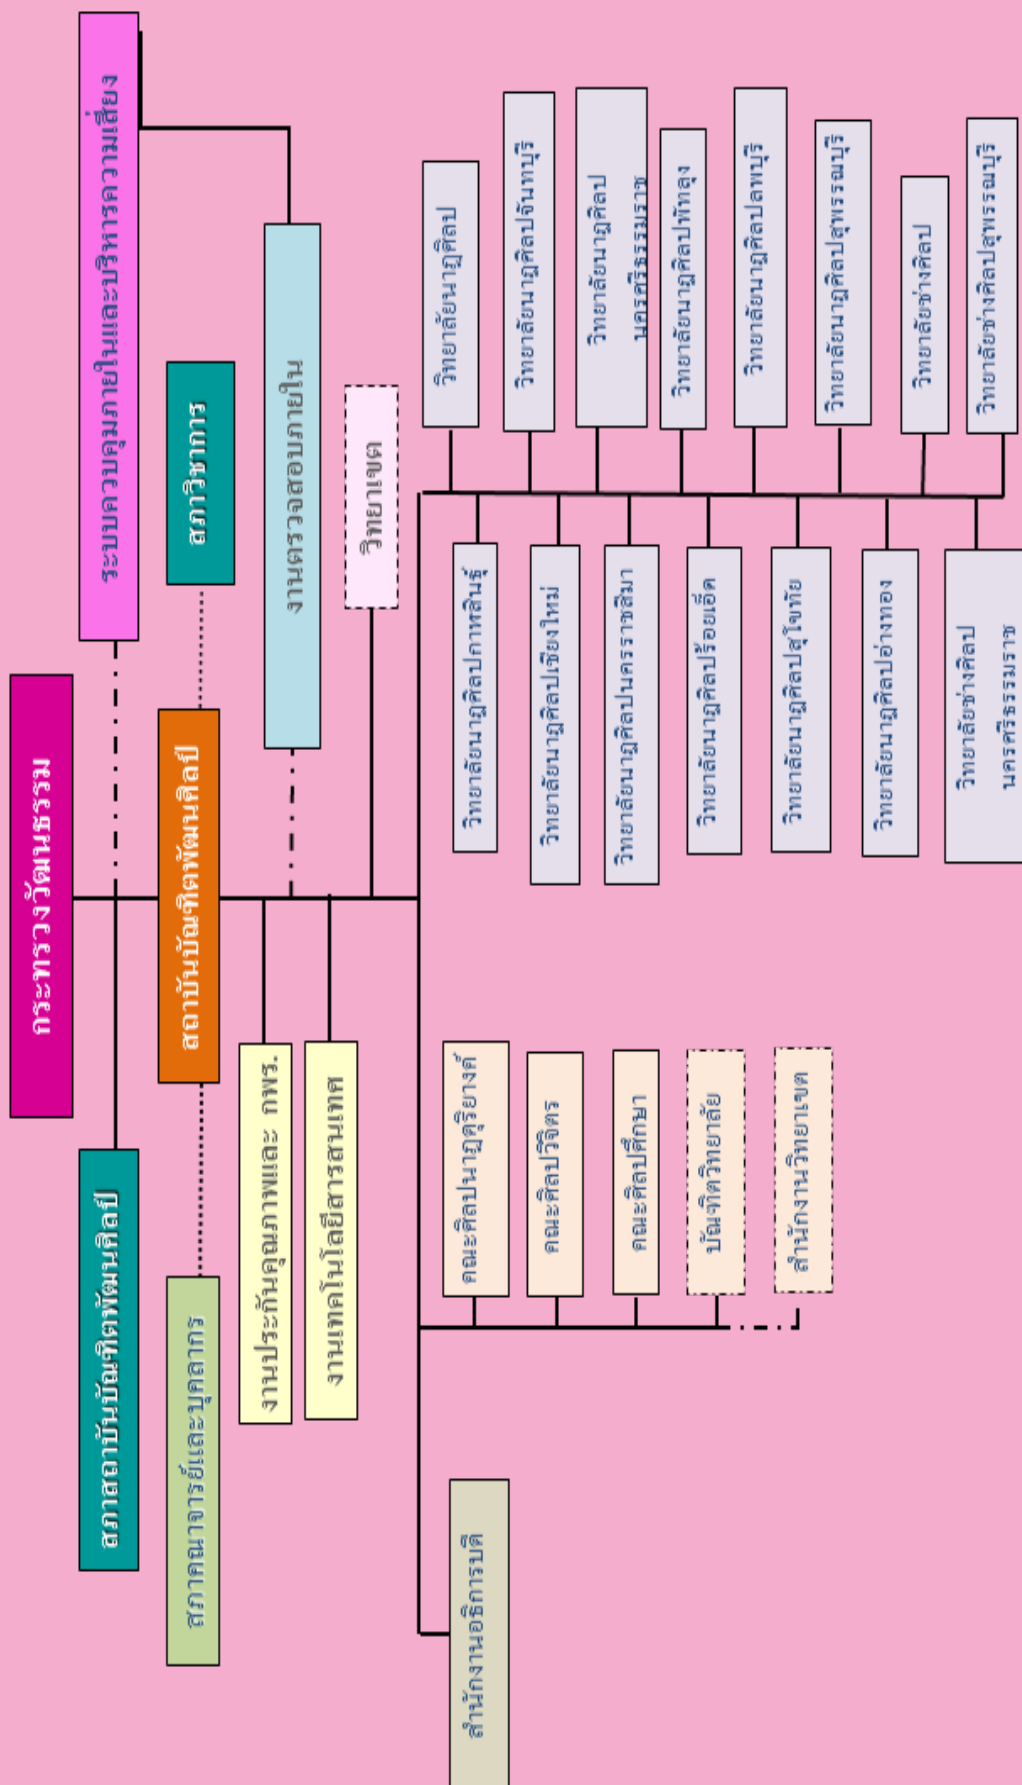 กระทรวงวัฒนธรรม
สภาสถาบันบัณฑิตพัฒนศิลป์
ระบบควบคุมภายในและบริหารความเสี่ยง
สภาคณาจารย์และบุคลากร
สถาบันบัณฑิตพัฒนศิลป์
สภาวิชาการ
งานประกันคุณภาพและ กพร.
งานตรวจสอบภายใน
งานเทคโนโลยีสารสนเทศ
วิทยาเขต
สำนักงานอธิการบดี
คณะศิลปนาฏดุริยางค์
คณะศิลปวิจิตร
คณะศิลปศึกษา
บัณฑิตวิทยาลัย
สำนักงานวิทยาเขต
วิทยาลัยนาฏศิลปกาฬสินธุ์
วิทยาลัยนาฏศิลปเชียงใหม่
วิทยาลัยนาฏศิลปนครราชสีมา
วิทยาลัยนาฏศิลปร้อยเอ็ด
วิทยาลัยนาฏศิลปสุโขทัย
วิทยาลัยนาฏศิลปอ่างทอง
วิทยาลัยช่างศิลป
นครศรีธรรมราช
วิทยาลัยนาฏศิลป
วิทยาลัยนาฏศิลปจันทบุรี
วิทยาลัยนาฏศิลป
นครศรีธรรมราช
วิทยาลัยนาฏศิลปพัทลุง
วิทยาลัยนาฏศิลปลพบุรี
วิทยาลัยนาฏศิลปสุพรรณบุรี
วิทยาลัยช่างศิลป
วิทยาลัยช่างศิลปสุพรรณบุรี